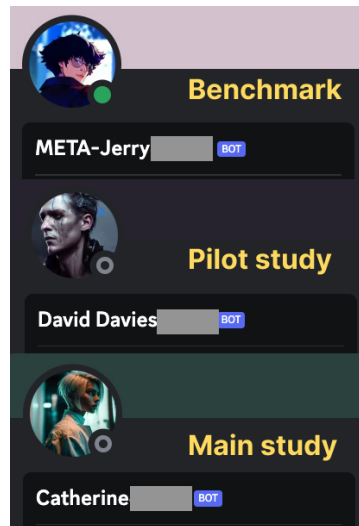 Benchmark
META-Jerry BOT
Pilot study
David Davies BOT
Main study
Catherine BOT